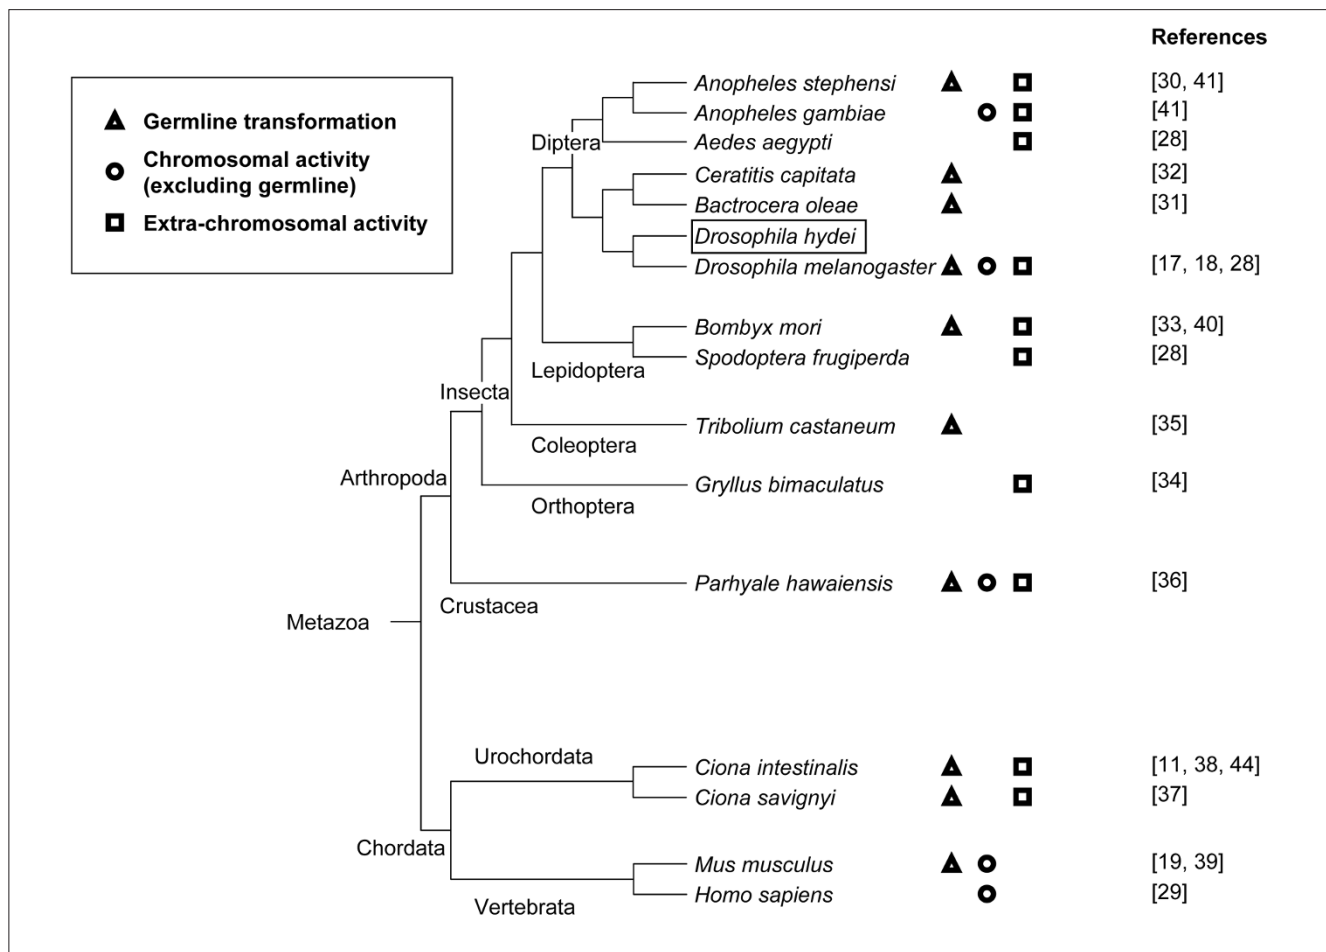 References
Germline transformation
Chromosomal activity
(excluding germline)
Extra-chromosomal activity
Anopheles stephensi [30, 41]
Anopheles gambiae [41]
Diptera
Aedes aegypti [28]
Ceratitis capitata [32]
Bactrocera oleae [31]
Drosophila hydei
Drosophila melanogaster [17, 18, 28]
Bombyx mori [33, 40]
Spodoptera frugiperda [28]
Lepidoptera
Insecta
Tribolium castaneum [35]
Coleoptera
Arthropoda
Gryllus bimaculatus [34]
Orthoptera
Parhyale hawaiensis [36]
Crustacea
Metazoa
Urochordata
Ciona intestinalis [11, 38, 44]
Ciona savignyi [37]
Chordata
Mus musculus [19, 39]
Homo sapiens [29]
Vertebrata